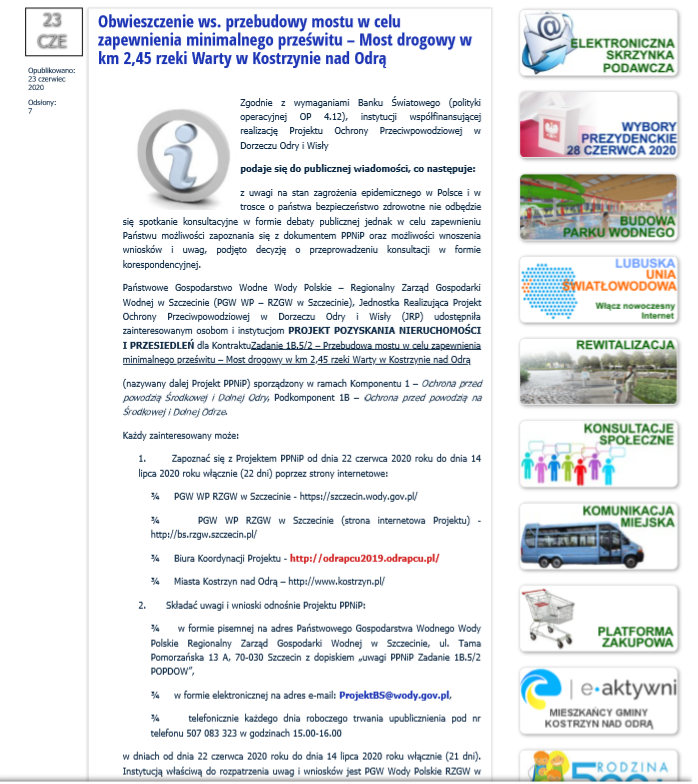 23
CZE
Opublikowano:
23 czerwiec
2020
Odsłony:
7
Obwieszczenie ws. przebudowy mostu w celu
zapewnienia minimalnego prześwitu – Most drogowy w
km 2,45 rzeki Warty w Kostrzynie nad Odrą
Zgodnie z wymaganiami Banku Światowego (polityki
operacyjnej OP 4.12), instytucji współfinansującej
realizację Projektu Ochrony Przeciwpowodziowej w
Dorzeczu Odry i Wisły
podaje się do publicznej wiadomości, co następuje:
z uwagi na stan zagrożenia epidemicznego w Polsce i w
trosce o państwa bezpieczeństwo zdrowotne nie odbędzie
się spotkanie konsultacyjne w formie debaty publicznej jednak w celu zapewnieniu
Państwu możliwości zapoznania się z dokumentem PPNiP oraz możliwości wnoszenia
wniosków i uwag, podjęto decyzję o przeprowadzeniu konsultacji w formie
korespondencyjnej.
Państwowe Gospodarstwo Wodne Wody Polskie – Regionalny Zarząd Gospodarki
Wodnej w Szczecinie (PGW WP – RZGW w Szczecinie), Jednostka Realizująca Projekt
Ochrony Przeciwpowodziowej w Dorzeczu Odry i Wisły (JRP) udostępniła
zainteresowanym osobom i instytucjom PROJEKT POZYSKANIA NIERUCHOMOŚCI
I PRZESIEDLEŃ dla KontraktuZadanie 1B.5/2 – Przebudowa mostu w celu zapewnienia
minimalnego prześwitu – Most drogowy w km 2,45 rzeki Warty w Kostrzynie nad Odrą
(nazywany dalej Projekt PPNiP) sporządzony w ramach Komponentu 1 – Ochrona przed
powodzią Środkowej i Dolnej Odry, Podkomponent 1B – Ochrona przed powodzią na
Środkowej i Dolnej Odrze.
Każdy zainteresowany może:
1. Zapoznać się z Projektem PPNiP od dnia 22 czerwca 2020 roku do dnia 14
lipca 2020 roku włącznie (22 dni) poprzez strony internetowe:
¾ PGW WP RZGW w Szczecinie - https://szczecin.wody.gov.pl/
¾ PGW WP RZGW w Szczecinie (strona internetowa Projektu) -
http://bs.rzgw.szczecin.pl/
¾ Biura Koordynacji Projektu - http://odrapcu2019.odrapcu.pl/
¾ Miasta Kostrzyn nad Odrą – http://www.kostrzyn.pl/
2. Składać uwagi i wnioski odnośnie Projektu PPNiP:
¾ w formie pisemnej na adres Państwowego Gospodarstwa Wodnego Wody
Polskie Regionalny Zarząd Gospodarki Wodnej w Szczecinie, ul. Tama
Pomorzańska 13 A, 70-030 Szczecin z dopiskiem „uwagi PPNiP Zadanie 1B.5/2
POPDOW”,
¾ w formie elektronicznej na adres e-mail: ProjektBS@wody.gov.pl,
¾ telefonicznie każdego dnia roboczego trwania upublicznienia pod nr
telefonu 507 083 323 w godzinach 15.00-16.00
w dniach od dnia 22 czerwca 2020 roku do dnia 14 lipca 2020 roku włącznie (21 dni).
Instytucją właściwą do rozpatrzenia uwag i wniosków jest PGW Wody Polskie RZGW w
ELEKTRONICZNA
SKRZYNKA
PODAWCZA
WYBORY
PREZYDENCKIE
28 CZERWCA 2020
BUDOWA
PARKU WODNEGO
LUBUSKA
UNIA
ŚWIATŁOWODOWA
Włącz nowoczesny
Internet
REWITALIZACJA
KONSULTACJE
SPOŁECZNE
KOMUNIKACJA
MIEJSKA
PLATFORMA
ZAKUPOWA
e·aktywni
MIESZKAŃCY GMINY
KOSTRZYN NAD ODRĄ
RODZINA